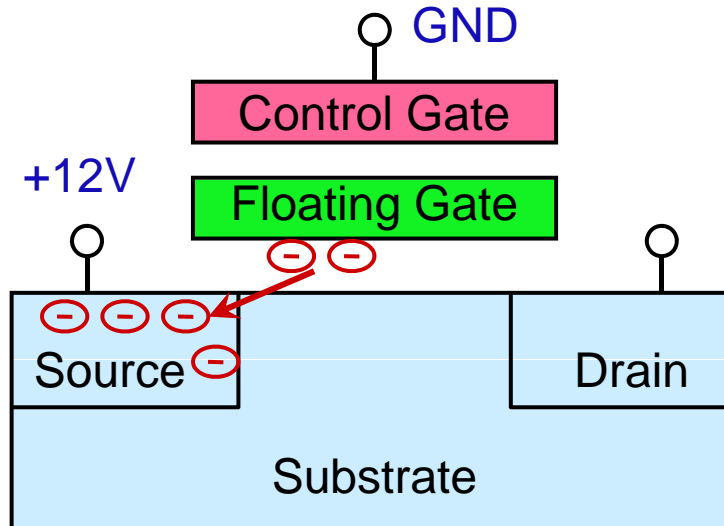 GND
Control Gate
+12V
Floating Gate
- -
- - -
-
Source
Drain
Substrate